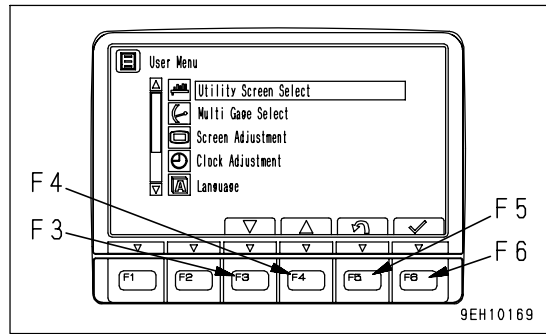 User Menu
Utility Screen Select
Multi Gage Select
Screen Adjustment
Clock Adjustment
A Language
F4
F3
F5
F6
F1 F2 F3 F4 F5 F6
9EH10169